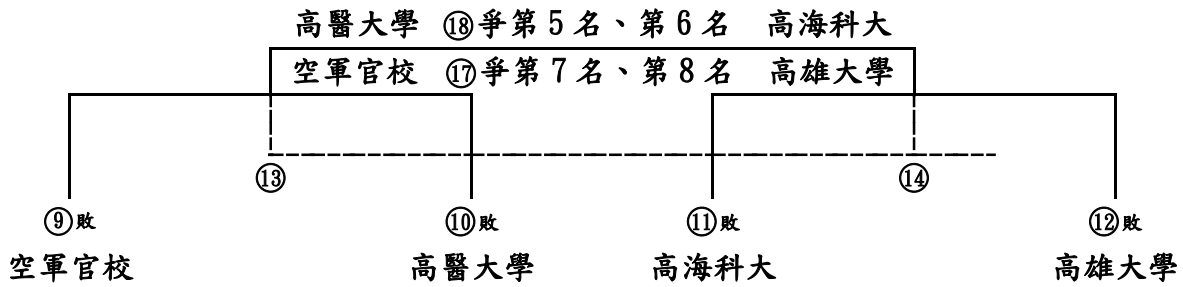 高醫大學 ⑱爭第5名、第6名 高海科大
空軍官校 ⑰爭第7名、第8名 高雄大學
⑬ ⑭
⑨敗 ⑩敗 ⑪敗 ⑫敗
空軍官校 高醫大學 高海科大 高雄大學